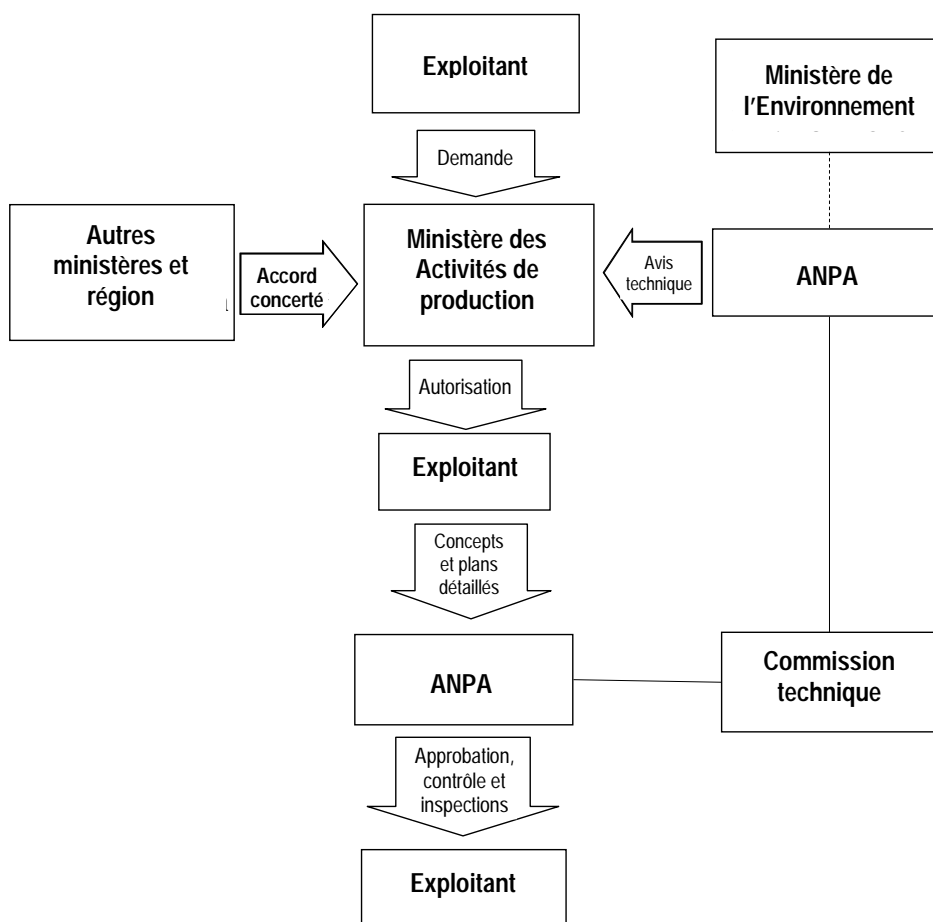 Exploitant
Ministère de
l'Environnement
Demande
Autres
ministères et
région
Accord
concerté
Ministère des
Activités de
production
Avis
technique
ANPA
Autorisation
Exploitant
Concepts
et plans
détaillés
ANPA
Commission
technique
Approbation,
contrôle et
inspections
Exploitant